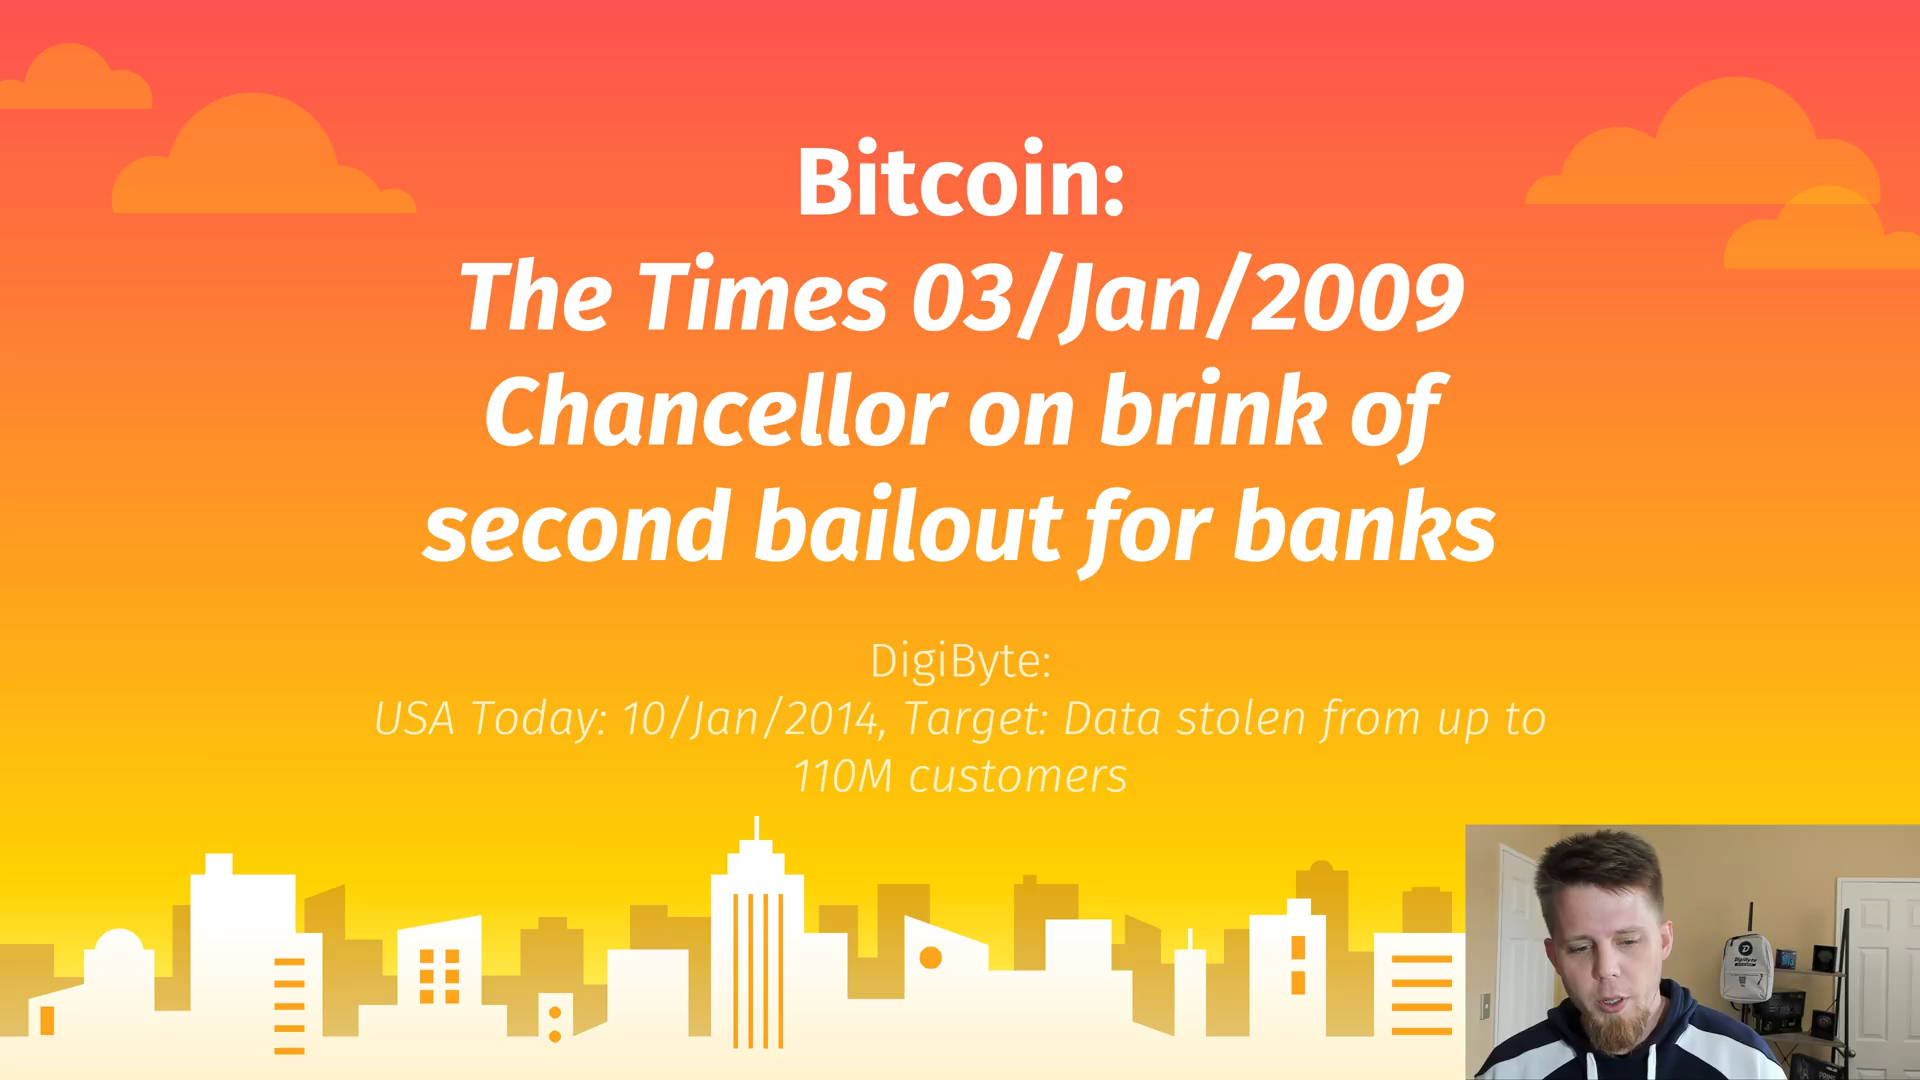 Bitcoin:
The Times 03/Jan/2009
Chancellor on brink of
second bailout for banks
DigiByte:
USA Today: 10/Jan/2014, Target: Data stolen from up to
110M customers
DigiByte